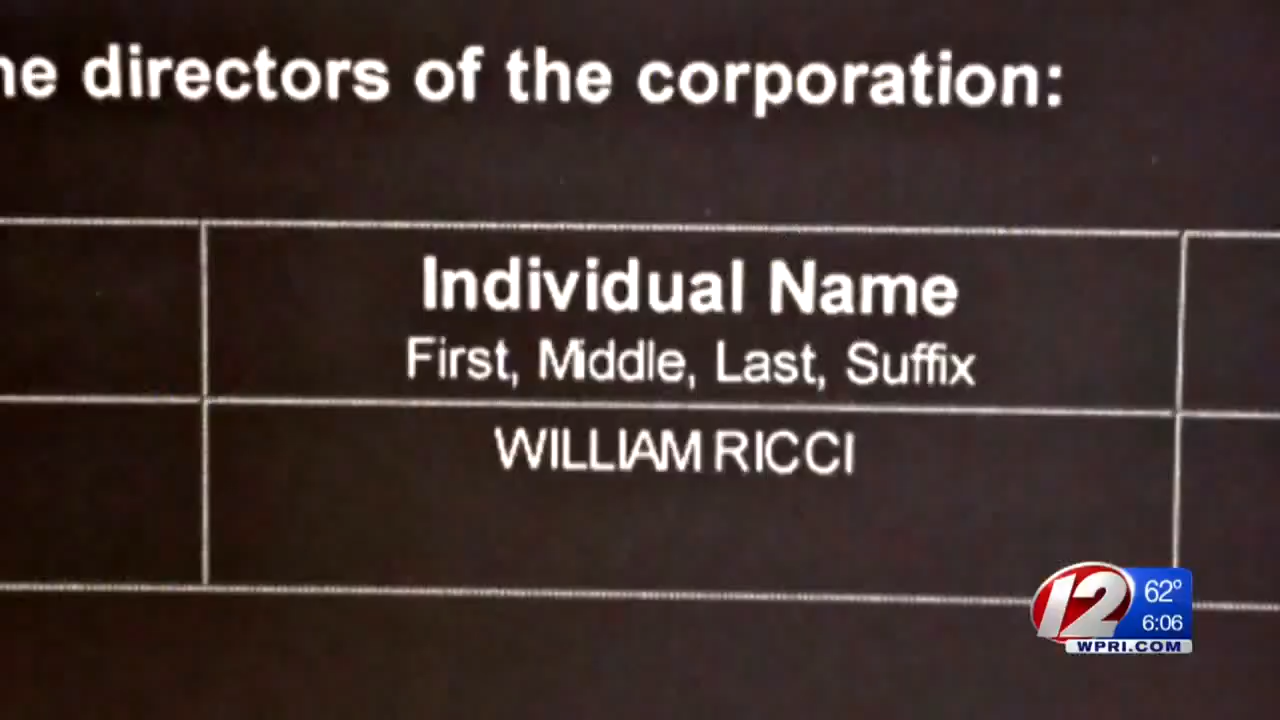 he directors of the corporation:
Individual Name
First, Middle, Last, Suffix
WILLIAM RICCI
12
62°
6:06
WPRI.COM